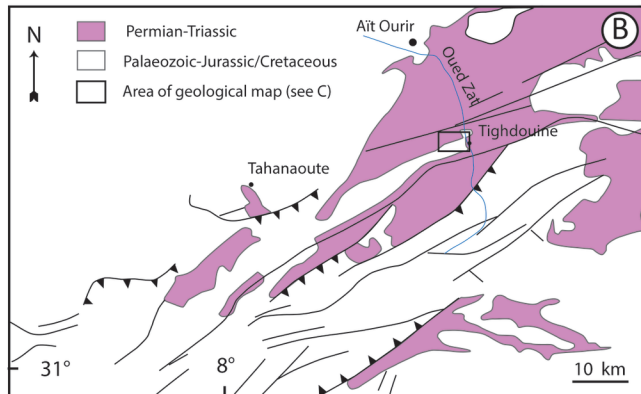 N
Permian-Triassic
Palaeozoic-Jurassic/Cretaceous
Area of geological map (see C)
Aït Ourir
B
Oued Zat
Tighdouine
Tahanaoute
31°
8°
10 km